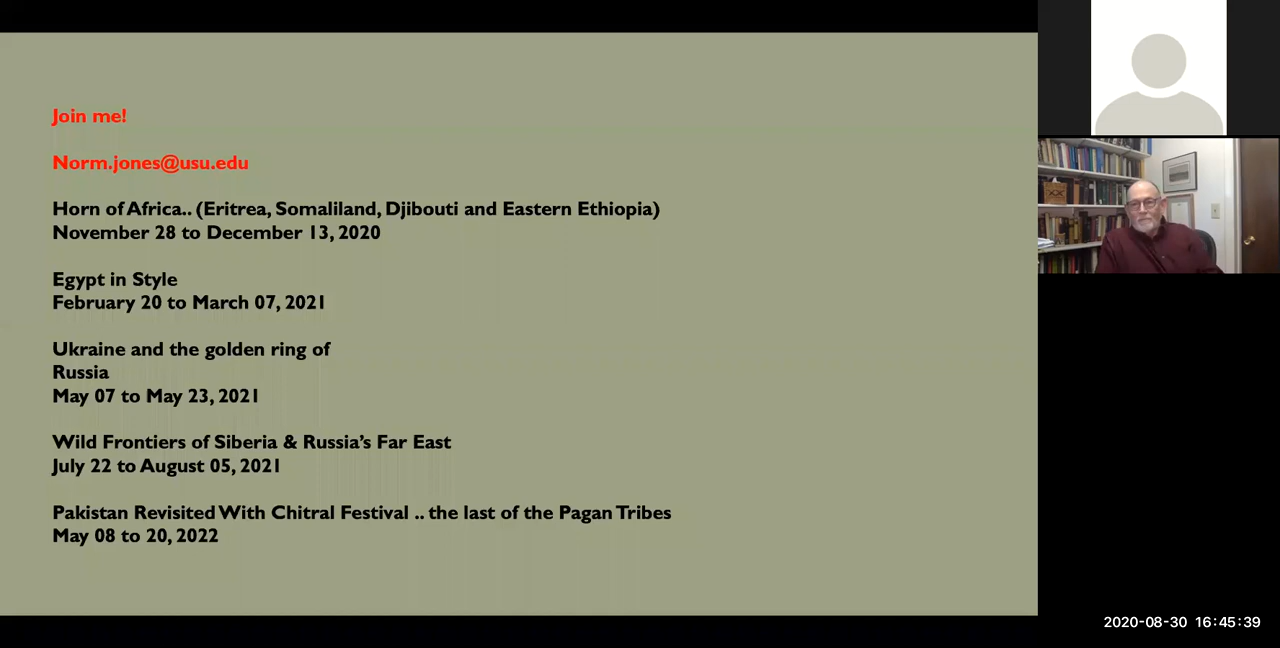 Join me!
Norm.jones@usu.edu
Horn of Africa.. (Eritrea, Somaliland, Djibouti and Eastern Ethiopia)
November 28 to December 13, 2020
Egypt in Style
February 20 to March 07, 2021
Ukraine and the golden ring of
Russia
May 07 to May 23, 2021
Wild Frontiers of Siberia & Russia’s Far East
July 22 to August 05, 2021
Pakistan Revisited With Chitral Festival .. the last of the Pagan Tribes
May 08 to 20, 2022
2020-08-30 16:45:39